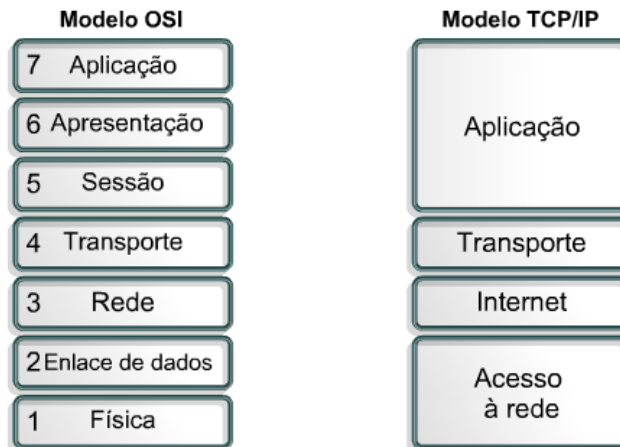 Modelo OSI
7 Aplicação
6 Apresentação
5 Sessão
4 Transporte
3 Rede
2 Enlace de dados
1 Física
Modelo TCP/IP
Aplicação
Transporte
Internet
Acesso
à rede